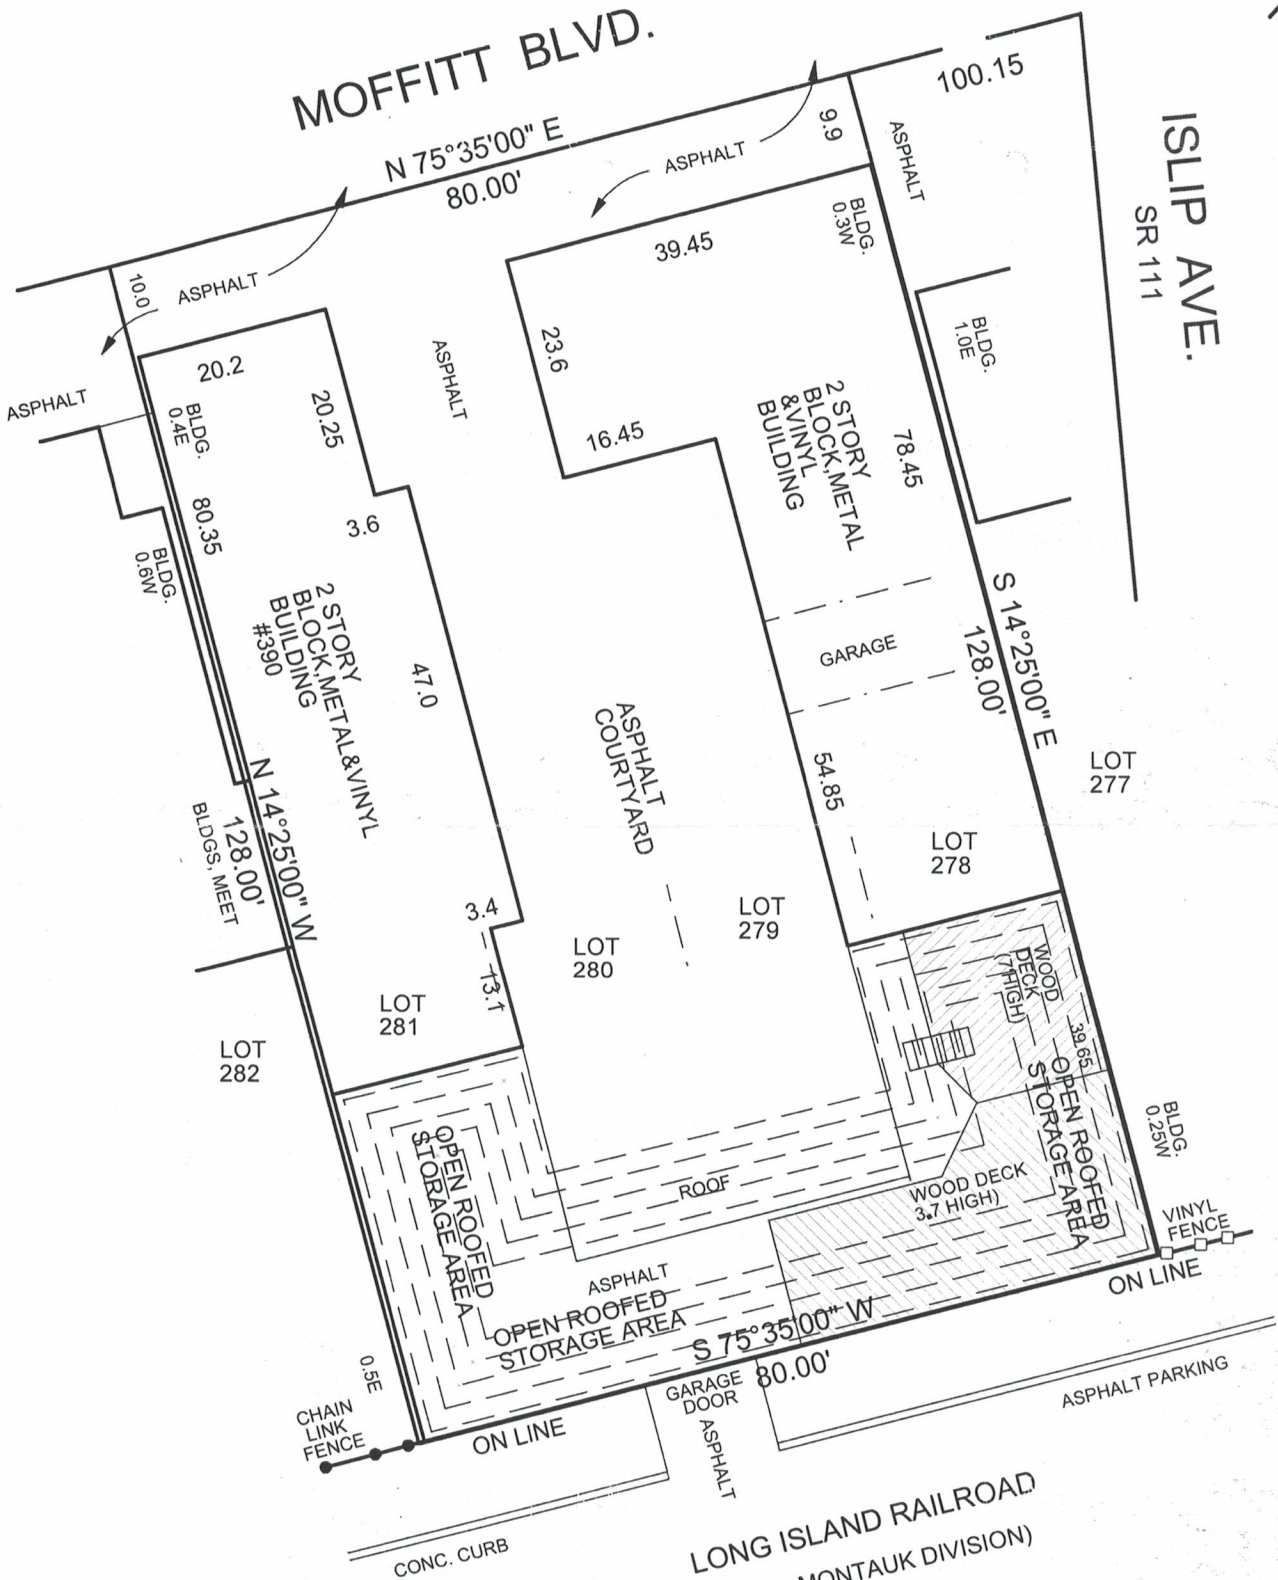 MOFFITT BLVD.
N 75°35'00" E
80.00'
100.15
ISLIP AVE.
SR 111
ASPHALT
9.9
ASPHALT
BLDG.
0.3W
39.45
10.0
ASPHALT
ASPHALT
20.2
20.25
BLDG.
0.4E
ASPHALT
23.6
16.45
BLDG.
1.0E
2 STORY
BLOCK,METAL
&VINYL
BUILDING
78.45
80.35
3.6
BLDG.
0.6W
2 STORY
BLOCK,METAL&VINYL
BUILDING
#390
47.0
GARAGE
S 14°25'00" E
128.00'
ASPHALT
COURTYARD
54.85
LOT
277
N 14°25'00" W
128.00'
BLDGS, MEET
LOT
278
3.4
13.1
LOT
279
LOT
280
LOT
281
LOT
282
WOOD
DECK
(7'HIGH)
39.65
OPEN ROOFED
STORAGE AREA
BLDG.
0.25W
OPEN ROOFED
STORAGE AREA
ROOF
WOOD DECK
3.7 HIGH)
VINYL
FENCE
ASPHALT
OPEN ROOFED
STORAGE AREA
S 75°35'00" W
80.00'
ON LINE
0.5E
CHAIN
LINK
FENCE
ON LINE
GARAGE
DOOR
ASPHALT
ASPHALT PARKING
CONC. CURB
LONG ISLAND RAILROAD
MONTAUK DIVISION)